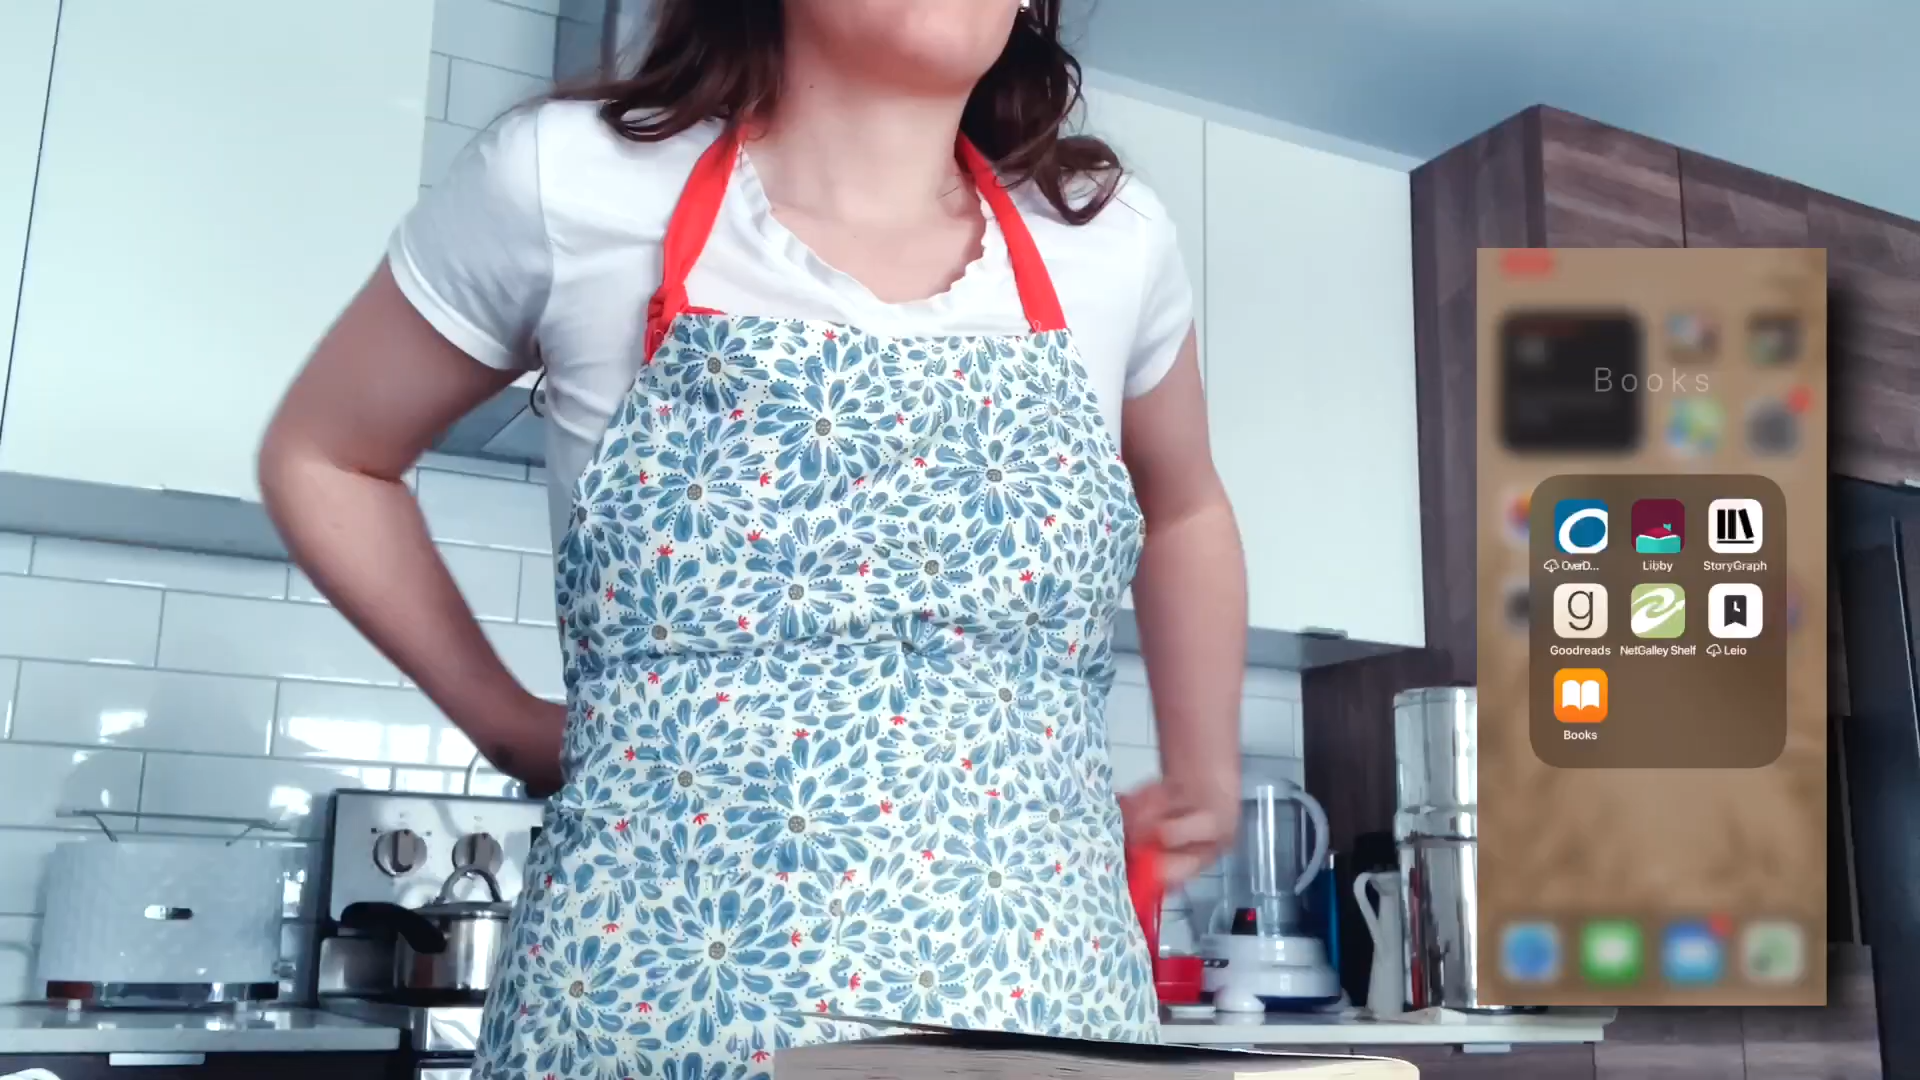 Books
OverD...
Libby
StoryGraph
g
Goodreads
NetGalley Shelf
Leio
Books